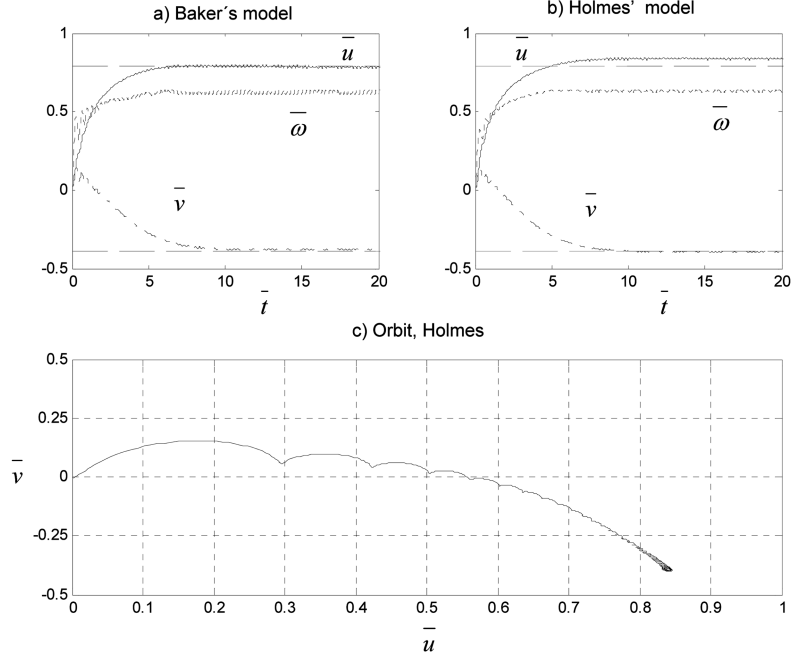 a) Baker´s model
b) Holmes’ model
1
0.5
0
-0.5
u̅
ω̅
v̅
0
5
10
15
20
t̅
1
0.5
0
-0.5
u̅
ω̅
v̅
0
5
10
15
20
t̅
c) Orbit, Holmes
0.5
0.25
0
-0.25
-0.5
v̅
0
0.1
0.2
0.3
0.4
0.5
0.6
0.7
0.8
0.9
1
u̅